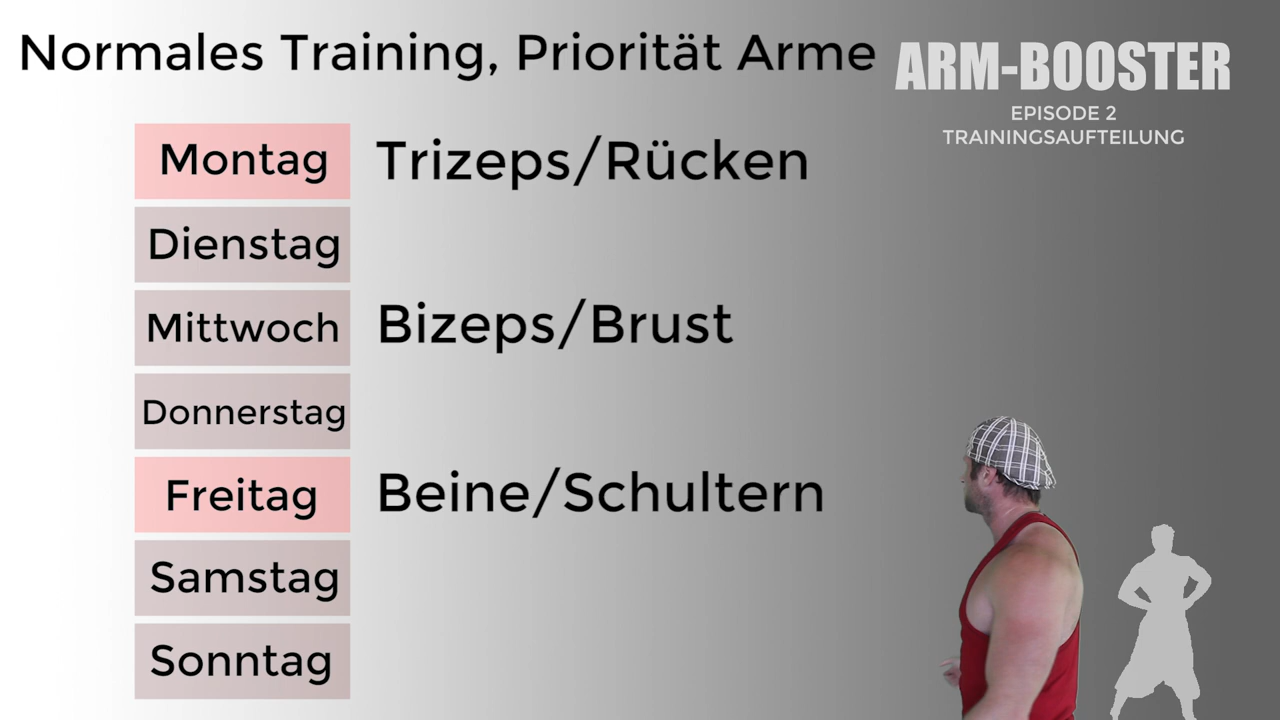 Normales Training, Priorität Arme
ARM-BOOSTER
EPISODE 2
TRAININGSAUFTEILUNG
Montag Trizeps/Rücken
Dienstag
Mittwoch Bizeps/Brust
Donnerstag
Freitag Beine/Schultern
Samstag
Sonntag